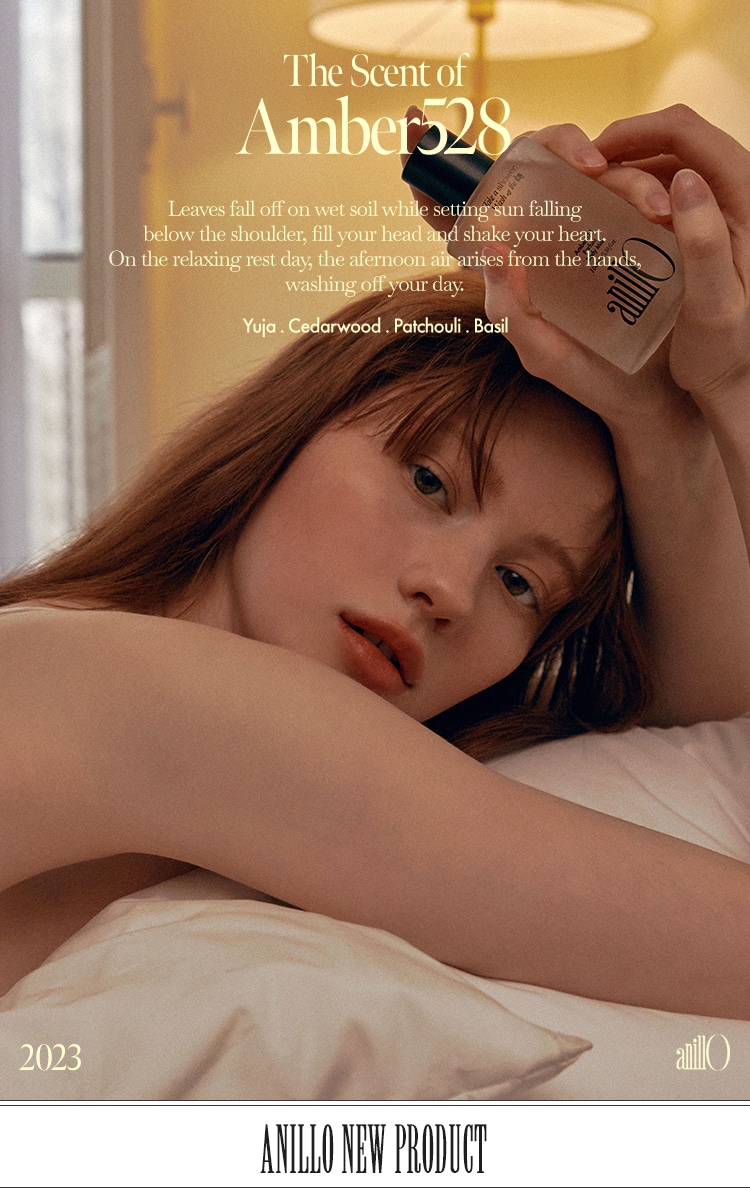 The Scent of
Amber528
Leaves fall off on wet soil while setting sun falling
below the shoulder, fill your head and shake your heart.
On the relaxing rest day, the afernoon air arises from the hands,
washing off your day.
Yuja . Cedarwood . Patchouli . Basil
anillO
2023
anillO
ANILLO NEW PRODUCT